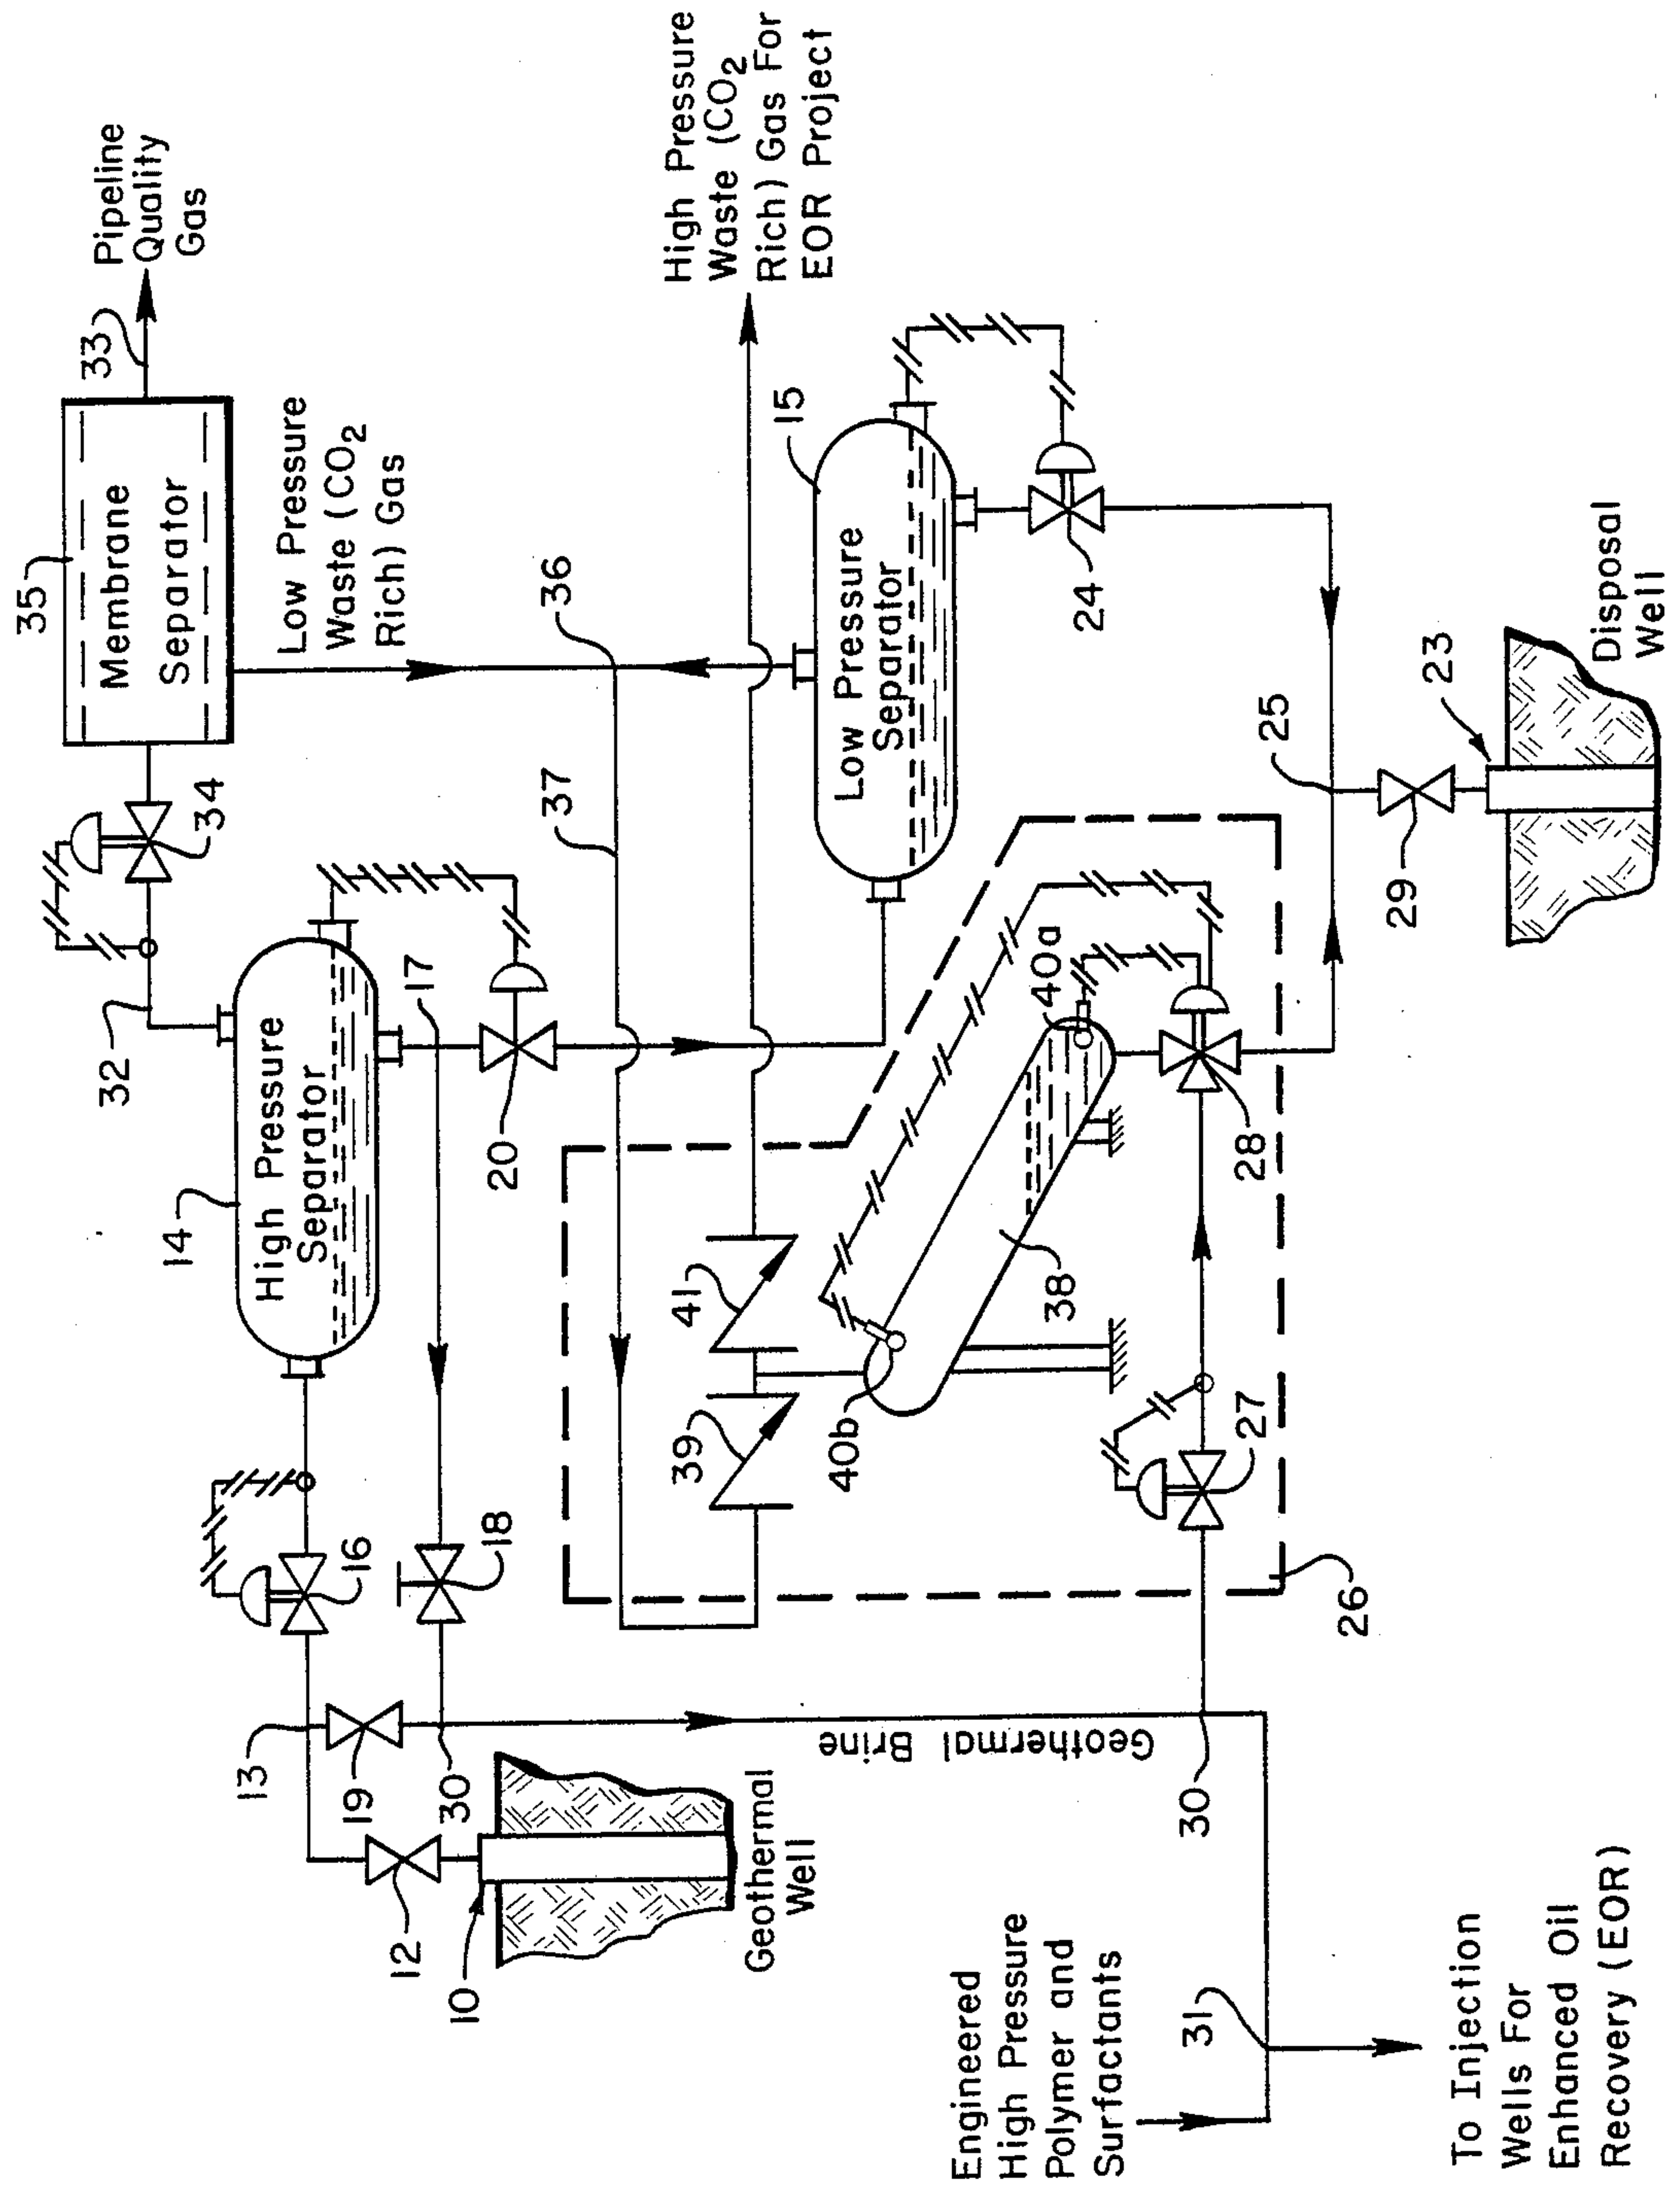 35
Membrane
Separator
33
Pipeline
Quality
Gas
34
32
Low Pressure
Waste (CO2
Rich) Gas
14
High Pressure
Separator
13
16
12
19
10
30
17
18
20
Geothermal
Well
36
37
High Pressure
Waste (CO2
Rich) Gas For
EOR Project
15
Low Pressure
Separator
24
41
39
40b
40a
38
28
27
26
Geothermal Brine
30
25
23
29
Disposal
Well
Engineered
High Pressure
Polymer and
Surfactants
31
To Injection
Wells For
Enhanced Oil
Recovery (EOR)